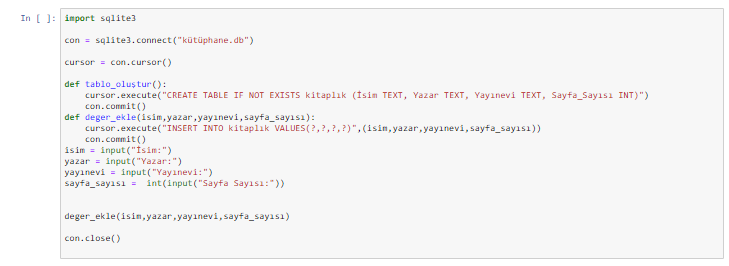 In [ ]: import sqlite3
con = sqlite3.connect("kütüphane.db")
cursor = con.cursor()
def tablo_oluştur():
    cursor.execute("CREATE TABLE IF NOT EXISTS kitaplık (İsim TEXT, Yazar TEXT, Yayınevi TEXT, Sayfa_Sayısı INT)")
    con.commit()
def deger_ekle(isim,yazar,yayınevi,sayfa_sayısı):
    cursor.execute("INSERT INTO kitaplık VALUES(?,?,?,?)",(isim,yazar,yayınevi,sayfa_sayısı))
    con.commit()
isim = input("İsim:")
yazar = input("Yazar:")
yayınevi = input("Yayınevi:")
sayfa_sayısı =  int(input("Sayfa Sayısı:"))
deger_ekle(isim,yazar,yayınevi,sayfa_sayısı)
con.close()